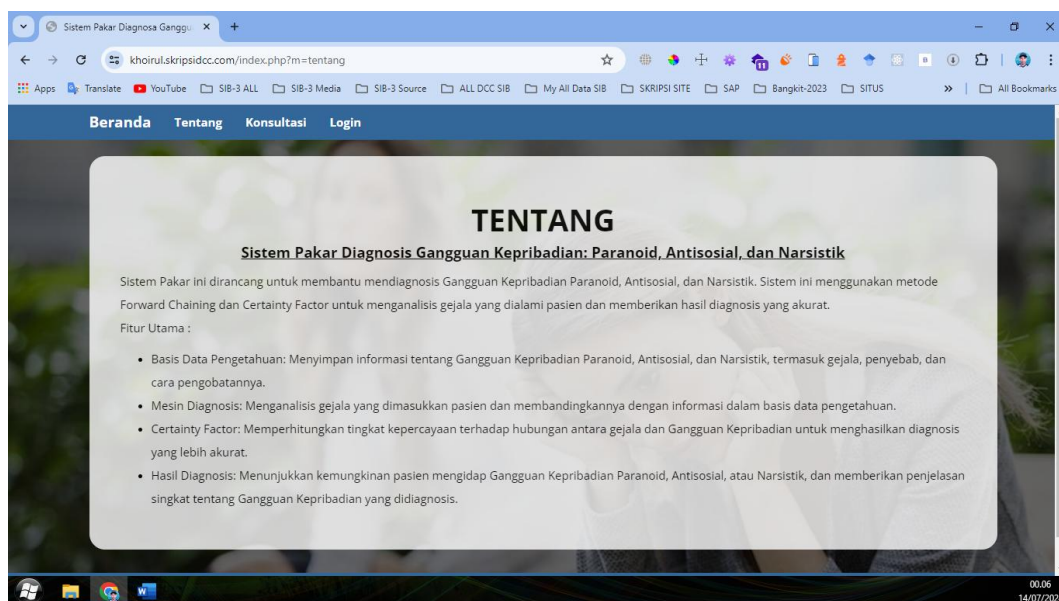 Sistem Pakar Diagnosa Ganggu
khoirul.skripsidcc.com/index.php?m=tentang
Apps Translate YouTube SIB-3 ALL SIB-3 Media SIB-3 Source ALL DCC SIB My All Data SIB SKRIPSI SITE SAP Bangkit-2023 SITUS All Bookmarks
Beranda Tentang Konsultasi Login
TENTANG
Sistem Pakar Diagnosis Gangguan Kepribadian: Paranoid, Antisosial, dan Narsistik
Sistem Pakar ini dirancang untuk membantu mendiagnosis Gangguan Kepribadian Paranoid, Antisosial, dan Narsistik. Sistem ini menggunakan metode
Forward Chaining dan Certainty Factor untuk menganalisis gejala yang dialami pasien dan memberikan hasil diagnosis yang akurat.
Fitur Utama :
• Basis Data Pengetahuan: Menyimpan informasi tentang Gangguan Kepribadian Paranoid, Antisosial, dan Narsistik, termasuk gejala, penyebab, dan
cara pengobatannya.
• Mesin Diagnosis: Menganalisis gejala yang dimasukkan pasien dan membandingkannya dengan informasi dalam basis data pengetahuan.
• Certainty Factor: Memperhitungkan tingkat kepercayaan terhadap hubungan antara gejala dan Gangguan Kepribadian untuk menghasilkan diagnosis
yang lebih akurat.
• Hasil Diagnosis: Menunjukkan kemungkinan pasien mengidap Gangguan Kepribadian Paranoid, Antisosial, atau Narsistik, dan memberikan penjelasan
singkat tentang Gangguan Kepribadian yang didiagnosis.
00.06
14/07/202